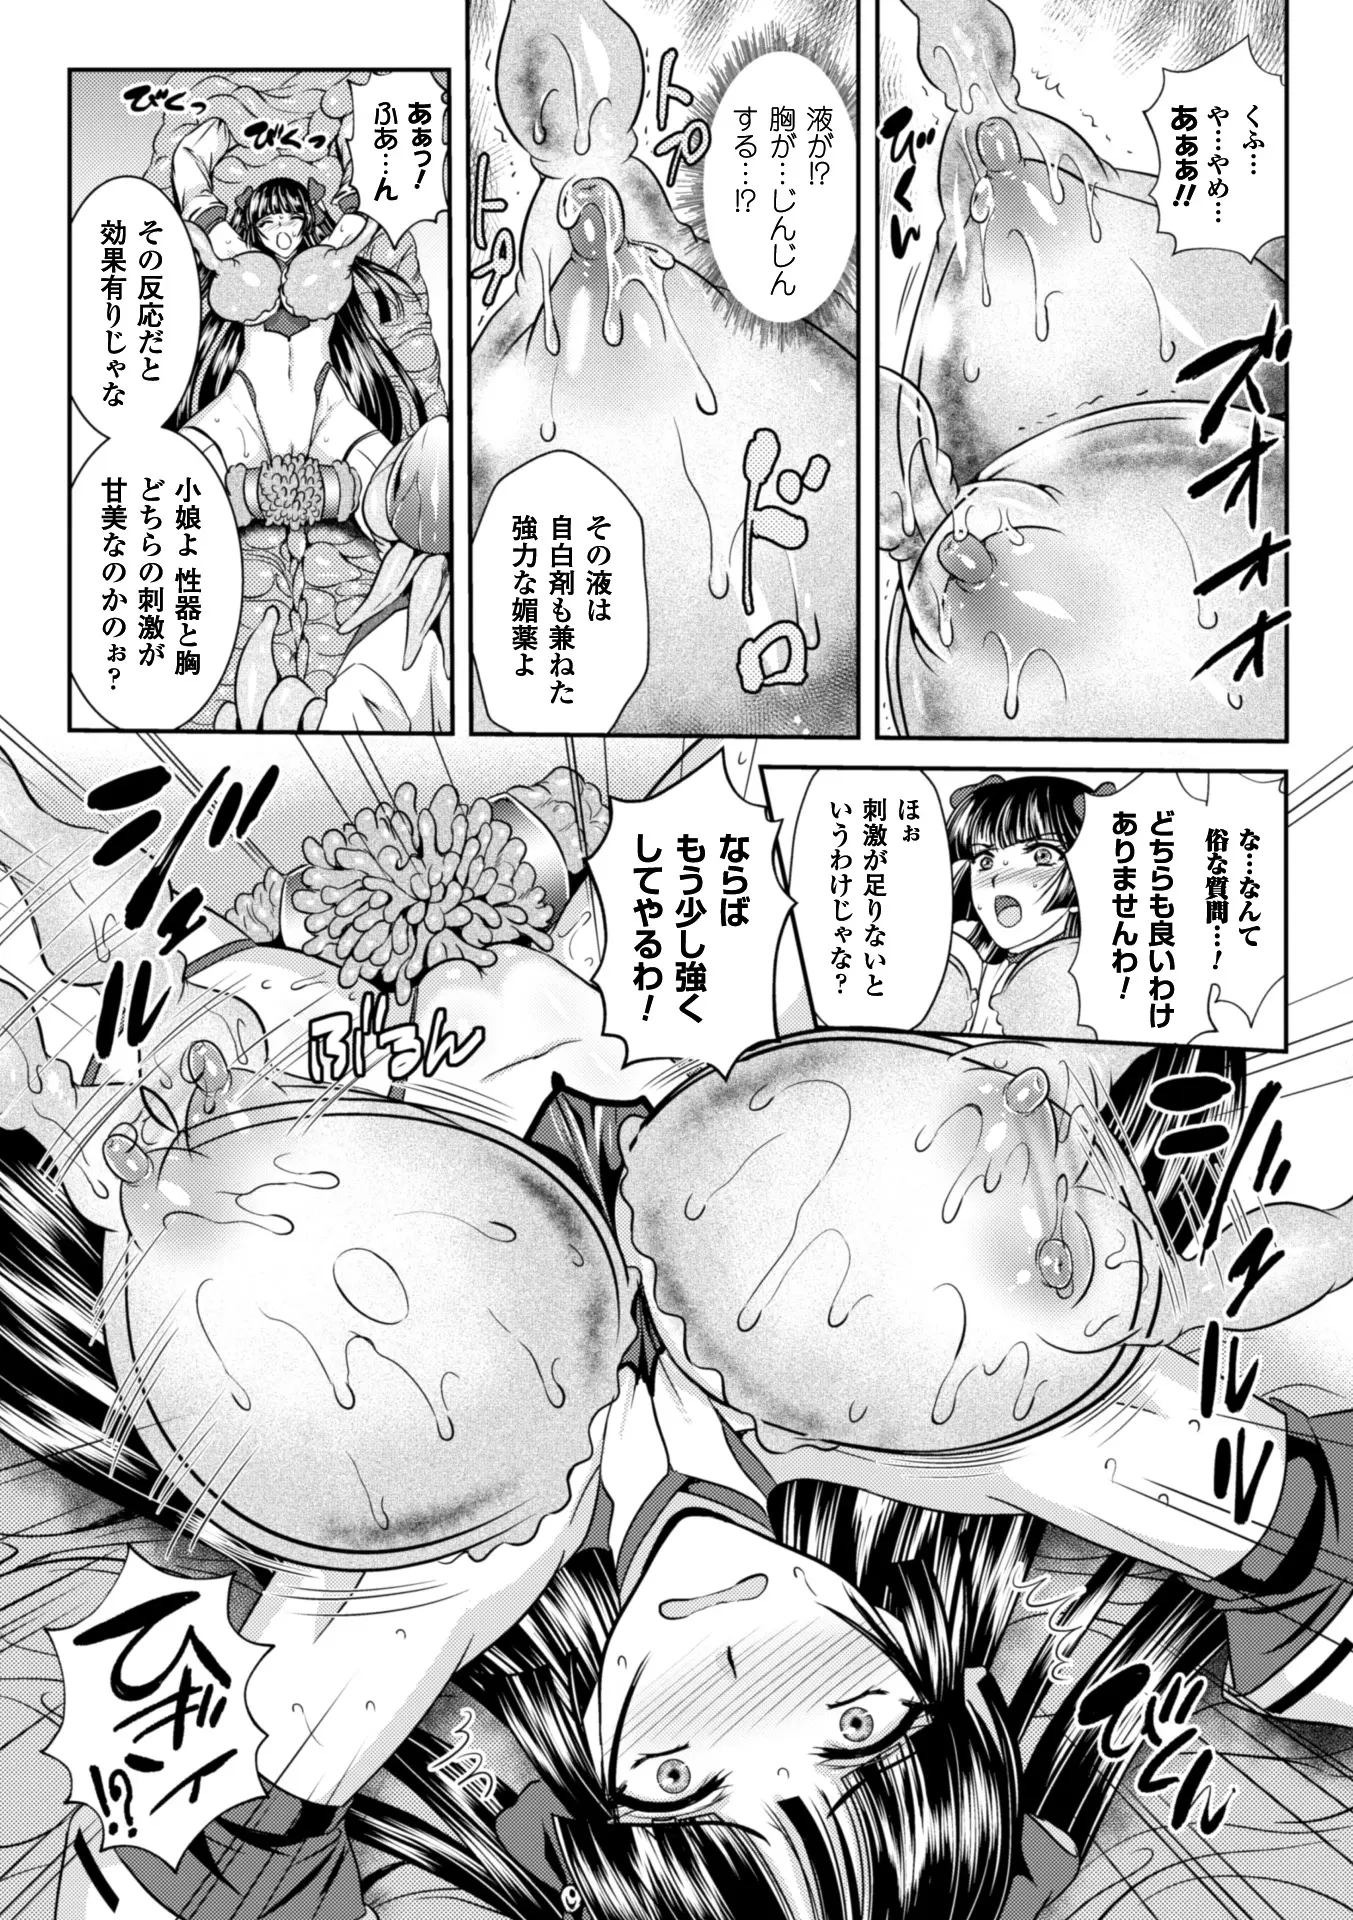 くふ…
や…やめ…
あああ!!
びくん
ズオオオ
液が!?
胸が…じんじん
する…!?
トプ
トプ
ドロ
その液は
自白剤も兼ねた
強力な媚薬よ
あぁっ!
ふあ…ん
びくっ
びくっ
その反応だと
効果有りじゃな
小娘よ 性器と胸
どちらの刺激が
甘美なのかのぉ?
な…なんて
俗な質問…!
どちらも良いわけ
ありませんわ!
ほぉ
刺激が足りないと
いうわけじゃな?
ならば
もう少し強く
してやるわ!
ぶるん
びくん
ひぎィ
!?